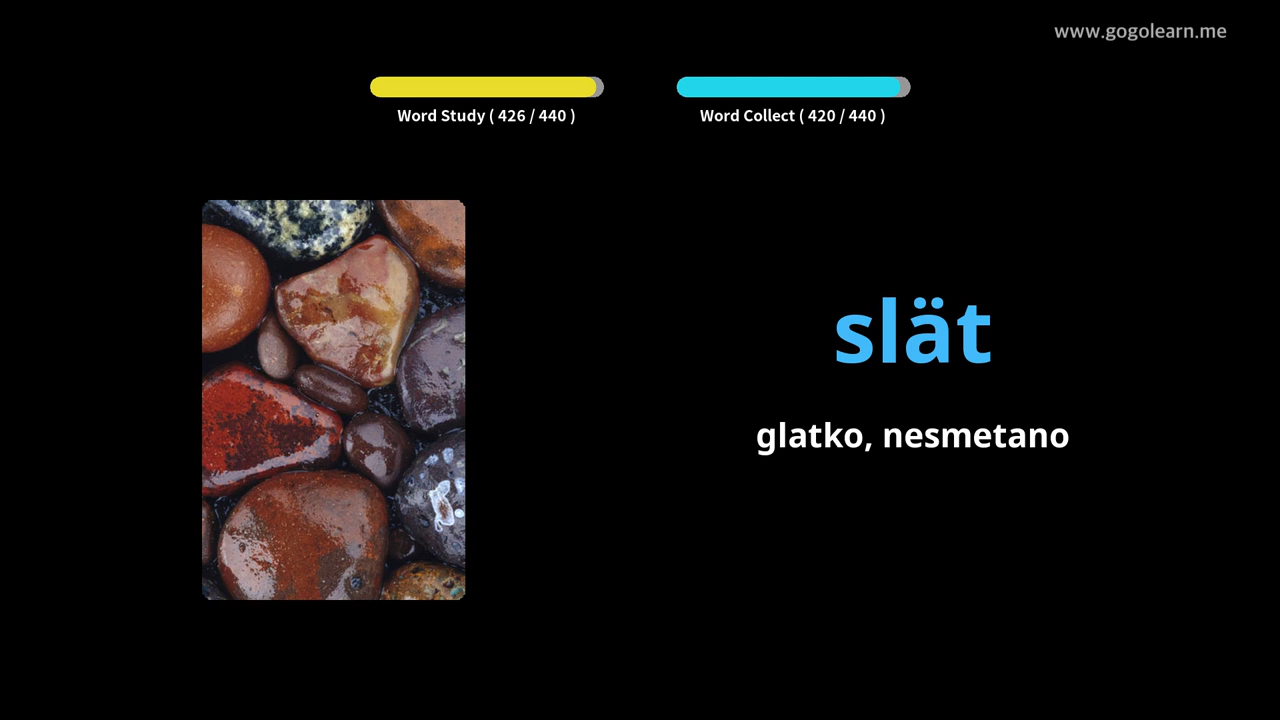 www.gogolearn.me
Word Study ( 426 / 440 )
Word Collect ( 420 / 440 )
slät
glatko, nesmetano